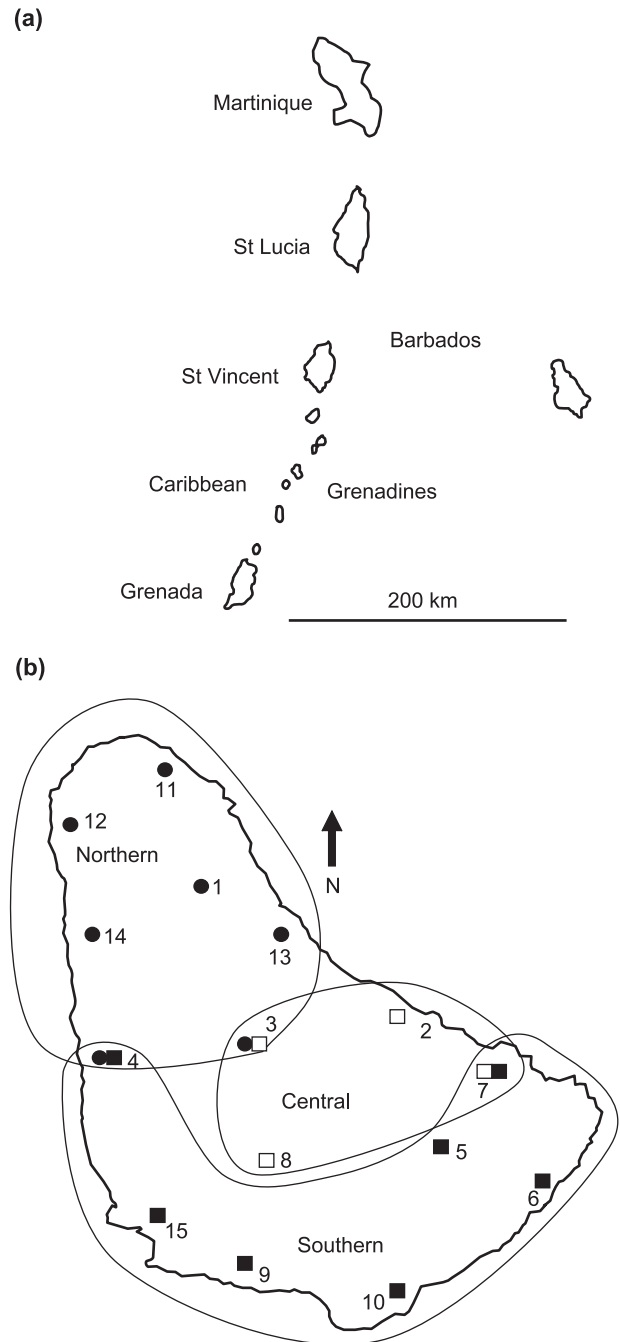 (a)
Martinique
St Lucia
Barbados
St Vincent
Caribbean
Grenadines
Grenada
200 km
(b)
11
12
Northern
1
N
14
13
3
2
4
7
Central
8
5
6
15
Southern
9
10